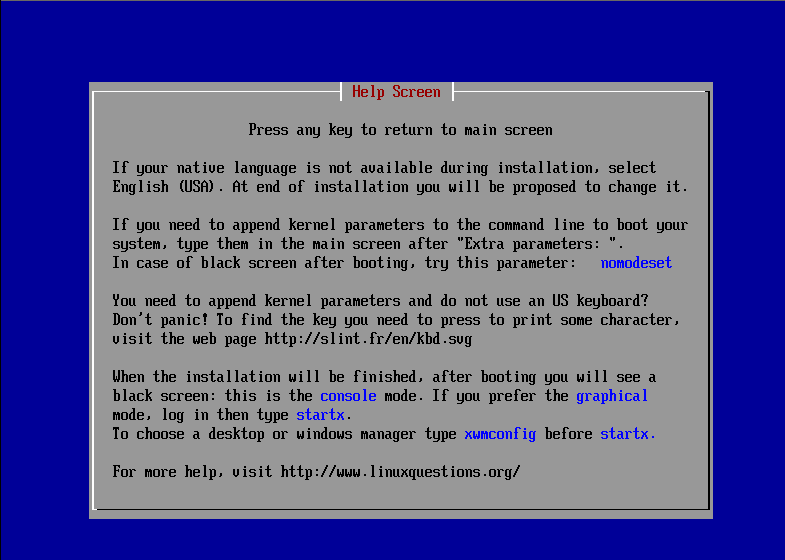 Help Screen
Press any key to return to main screen
If your native language is not available during installation, select
English (USA). At end of installation you will be proposed to change it.
If you need to append kernel parameters to the command line to boot your
system, type them in the main screen after "Extra parameters: ".
In case of black screen after booting, try this parameter: nomodeset
You need to append kernel parameters and do not use an US keyboard?
Don't panic! To find the key you need to press to print some character,
visit the web page http://slint.fr/en/kbd.svg
When the installation will be finished, after booting you will see a
black screen: this is the console mode. If you prefer the graphical
mode, log in then type startx.
To choose a desktop or windows manager type xwmconfig before startx.
For more help, visit http://www.linuxquestions.org/